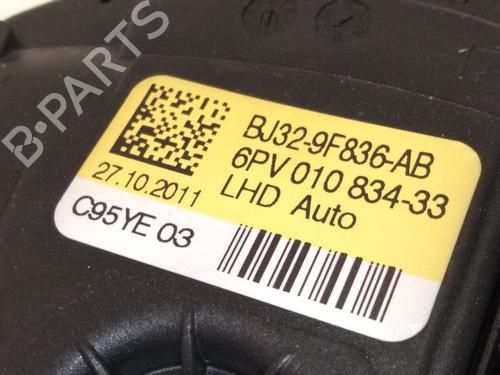 B-PARTS
BJ32-9F836-AB
6PV 010 834-33
LHD Auto
27.10.2011
C95YE 03